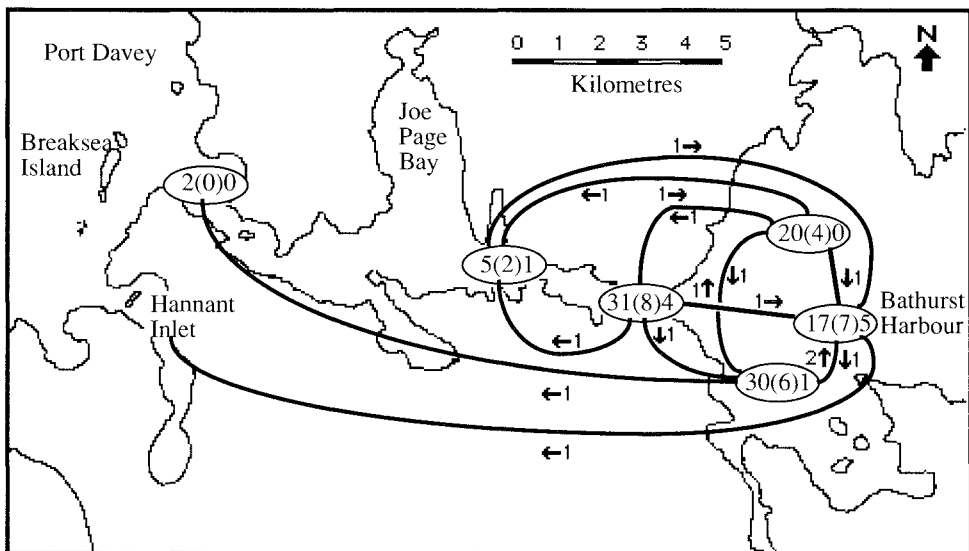 Port Davey
0 1 2 3 4 5
Kilometres
N
Joe
Page
Bay
Breaksea
Island
1→
2(0)0
←1
1→
←1
20(4)0
5(2)1
↓1
1↑
↓1
31(8)4
1→
Hannant
Inlet
17(7)5
Bathurst
Harbour
←1
↓1
2↑
↓1
30(6)1
←1
←1